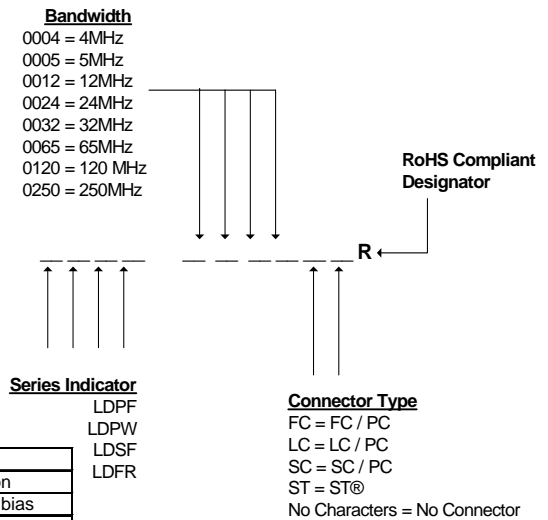 Bandwidth
0004 = 4MHz
0005 = 5MHz
0012 = 12MHz
0024 = 24MHz
0032 = 32MHz
0065 = 65MHz
0120 = 120 MHz
0250 = 250MHz
RoHS Compliant
Designator
R
Series Indicator
LDPF
LDPW
LDSF
LDFR
Connector Type
FC = FC / PC
LC = LC / PC
SC = SC / PC
ST = ST®
No Characters = No Connector
bias